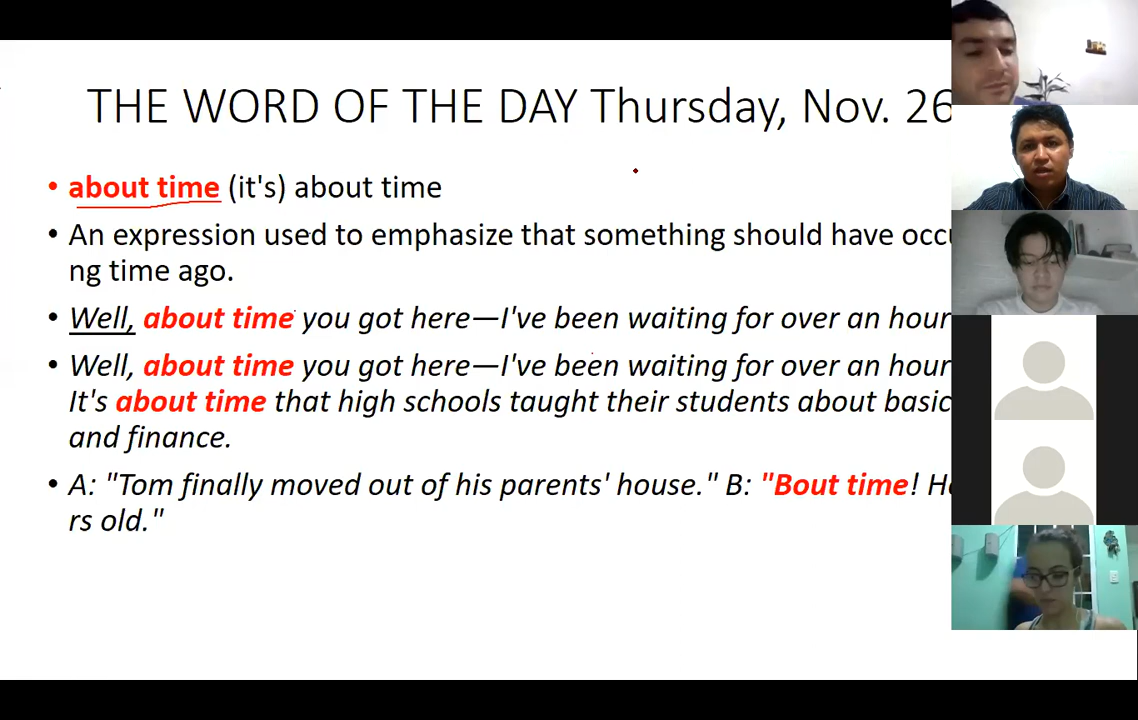 THE WORD OF THE DAY Thursday, Nov. 26
• about time (it's) about time
• An expression used to emphasize that something should have occu
ng time ago.
• Well, about time you got here—I've been waiting for over an hour
• Well, about time you got here—I've been waiting for over an hour
It's about time that high schools taught their students about basic
and finance.
• A: "Tom finally moved out of his parents' house." B: "Bout time! H
rs old."